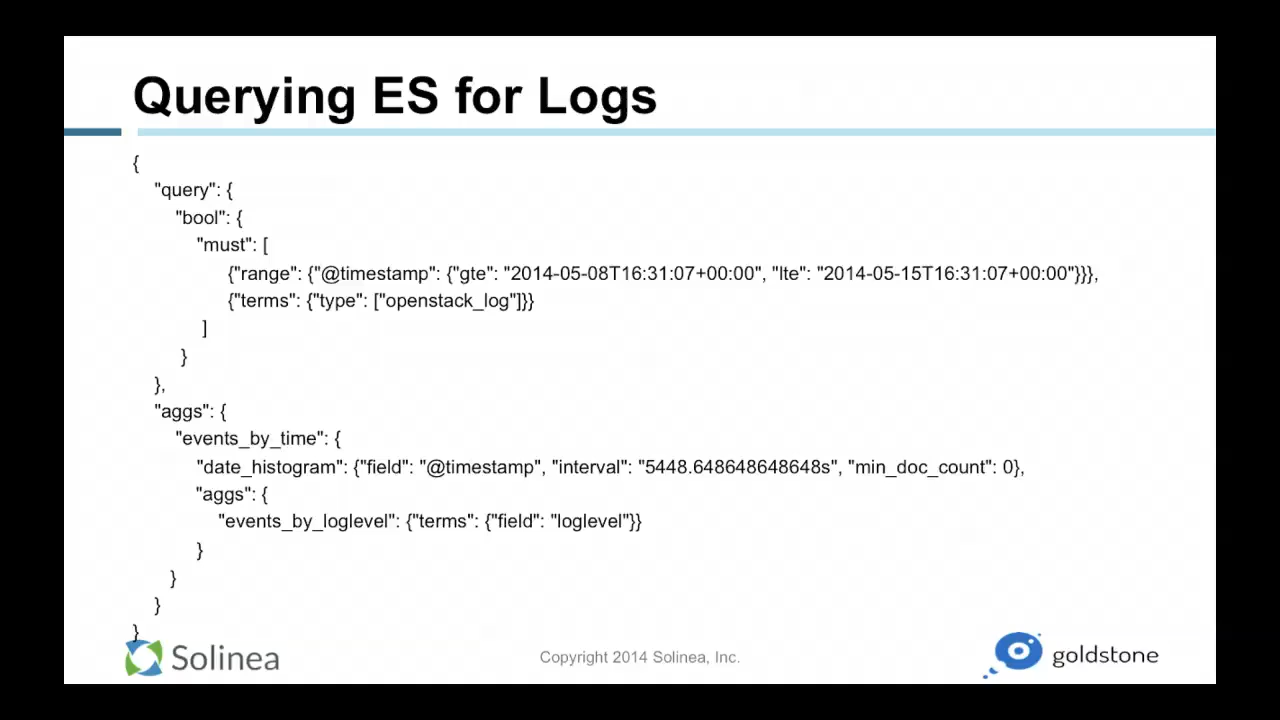 Querying ES for Logs
{
"query": {
"bool": {
"must": [
{"range": {"@timestamp": {"gte": "2014-05-08T16:31:07+00:00", "lte": "2014-05-15T16:31:07+00:00"}}},
{"terms": {"type": ["openstack_log"]}}
]
}
},
"aggs": {
"events_by_time": {
"date_histogram": {"field": "@timestamp", "interval": "5448.648648648648s", "min_doc_count": 0},
"aggs": {
"events_by_loglevel": {"terms": {"field": "loglevel"}}
}
}
}
}
Solinea
Copyright 2014 Solinea, Inc.
goldstone